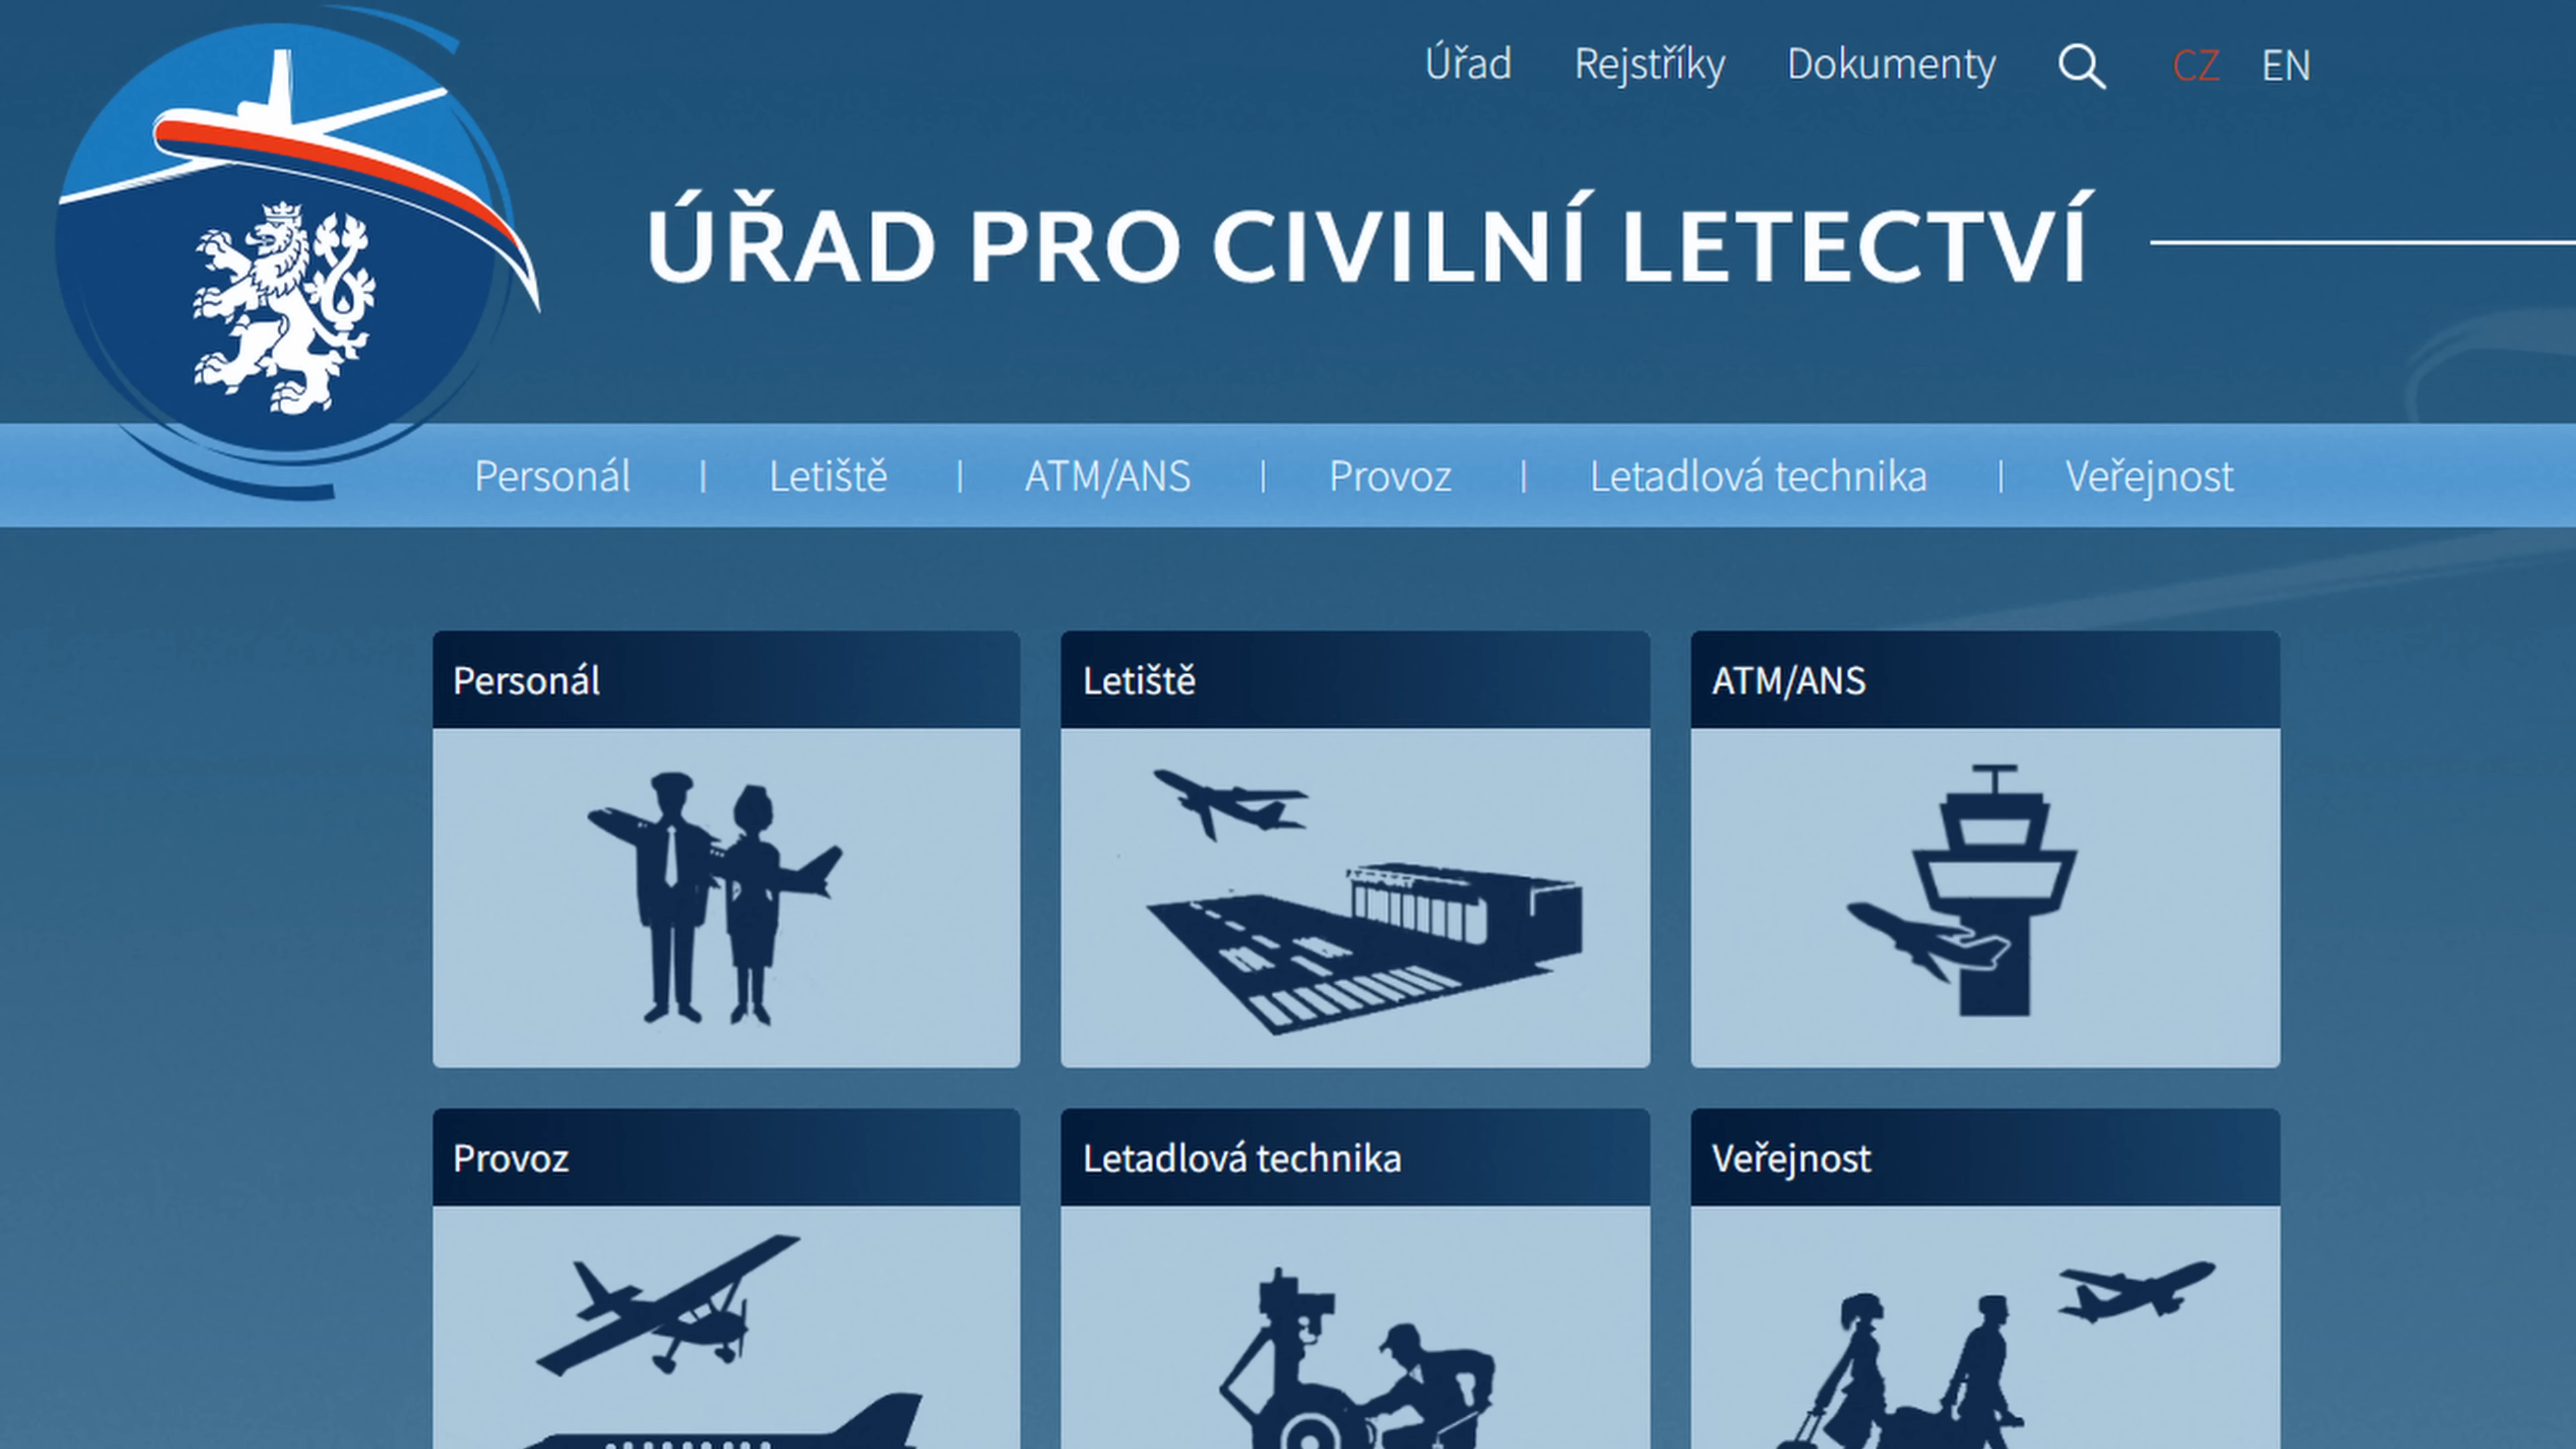 Úřad Rejstříky Dokumenty CZ EN
ÚŘAD PRO CIVILNÍ LETECTVÍ
Personál | Letiště | ATM/ANS | Provoz | Letadlová technika | Veřejnost
Personál
Letiště
ATM/ANS
Provoz
Letadlová technika
Veřejnost